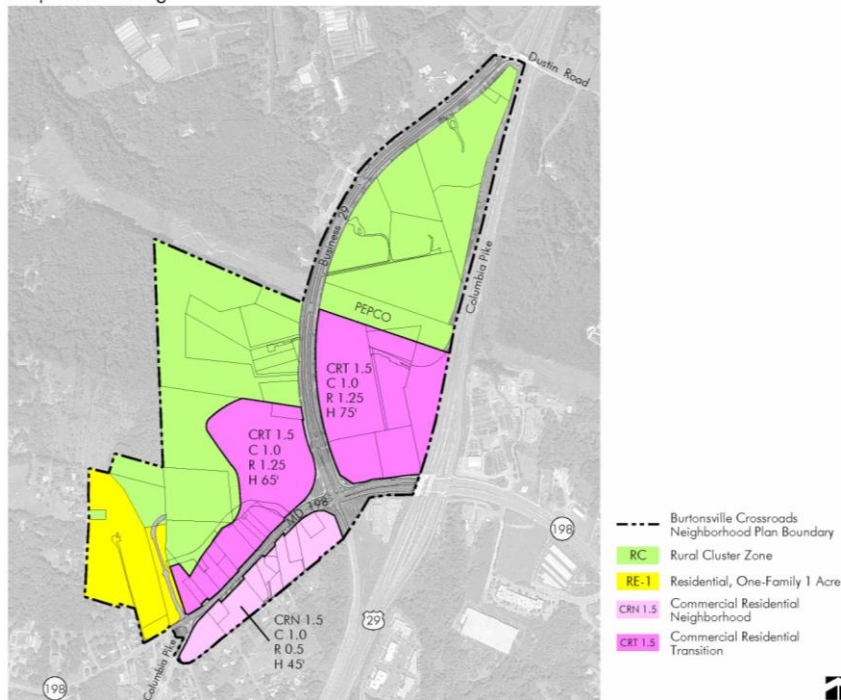 Dustin Road
Business 29
Columbia Pike
PEPCO
CRT 1.5
C 1.0
R 1.25
H 75'
CRT 1.5
C 1.0
R 1.25
H 65'
MD 198
198
CRN 1.5
C 1.0
R 0.5
H 45'
29
Columbia Pike
198
Burtonsville Crossroads
Neighborhood Plan Boundary
RC Rural Cluster Zone
RE-1 Residential, One-Family 1 Acre
CRN 1.5 Commercial Residential
Neighborhood
CRT 1.5 Commercial Residential
Transition